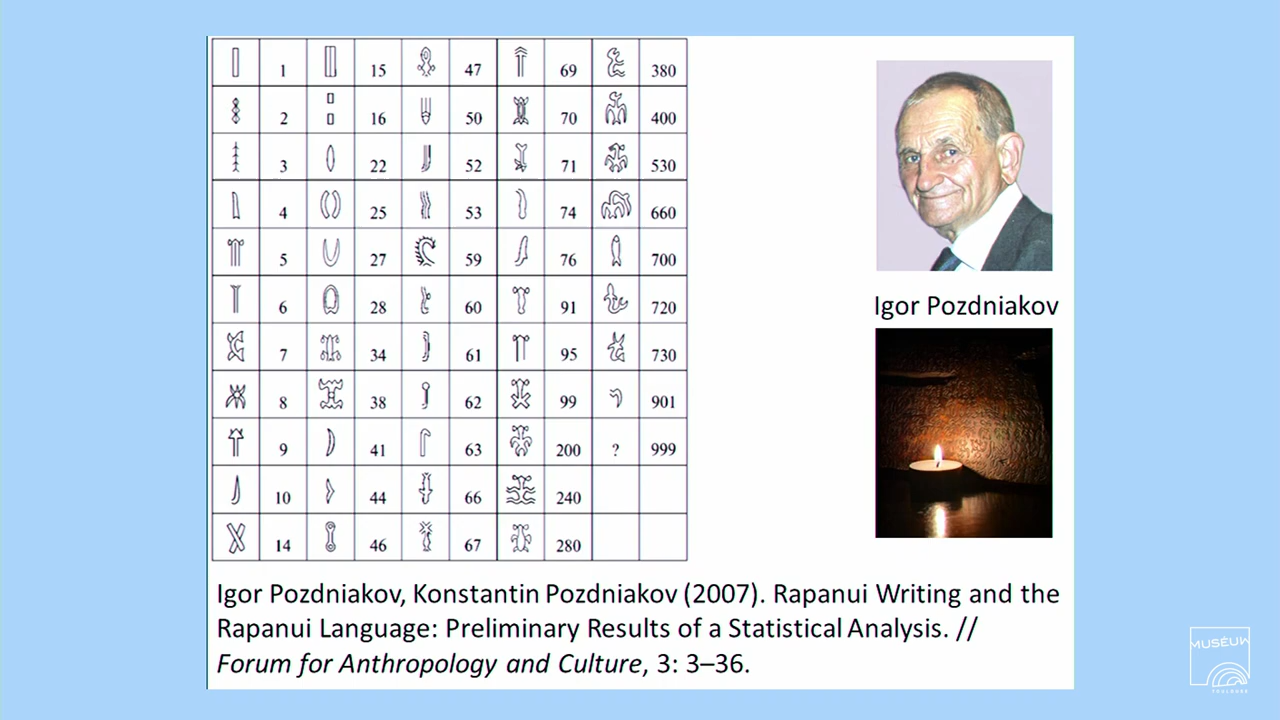 1 15 47 69 380
2 16 50 70 400
3 22 52 71 530
4 25 53 74 660
5 27 59 76 700
6 28 60 91 720
7 34 61 95 730
8 38 62 99 901
9 41 63 200 ? 999
10 44 66 240
14 46 67 280
Igor Pozdniakov
Igor Pozdniakov, Konstantin Pozdniakov (2007). Rapanui Writing and the
Rapanui Language: Preliminary Results of a Statistical Analysis. //
Forum for Anthropology and Culture, 3: 3–36.
MUSÉUM
TOULOUSE